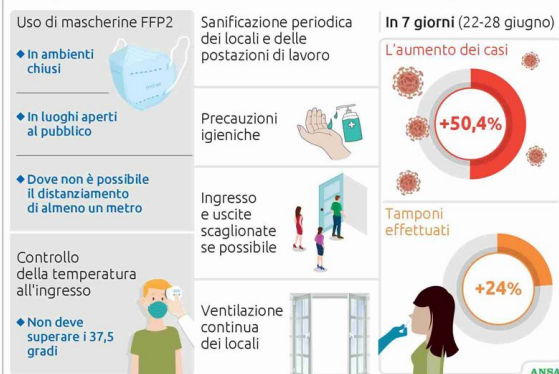 Uso di mascherine FFP2
In ambienti
chiusi
In luoghi aperti
al pubblico
Dove non è possibile
il distanziamento
di almeno un metro
Controllo
della temperatura
all'ingresso
Non deve
superare i 37,5
gradi
Sanificazione periodica
dei locali e delle
postazioni di lavoro
Precauzioni
igieniche
Ingresso
e uscite
scaglionate
se possibile
Ventilazione
continua
dei locali
In 7 giorni (22-28 giugno)
L'aumento dei casi
+50,4%
Tamponi
effettuati
+24%
ANSA